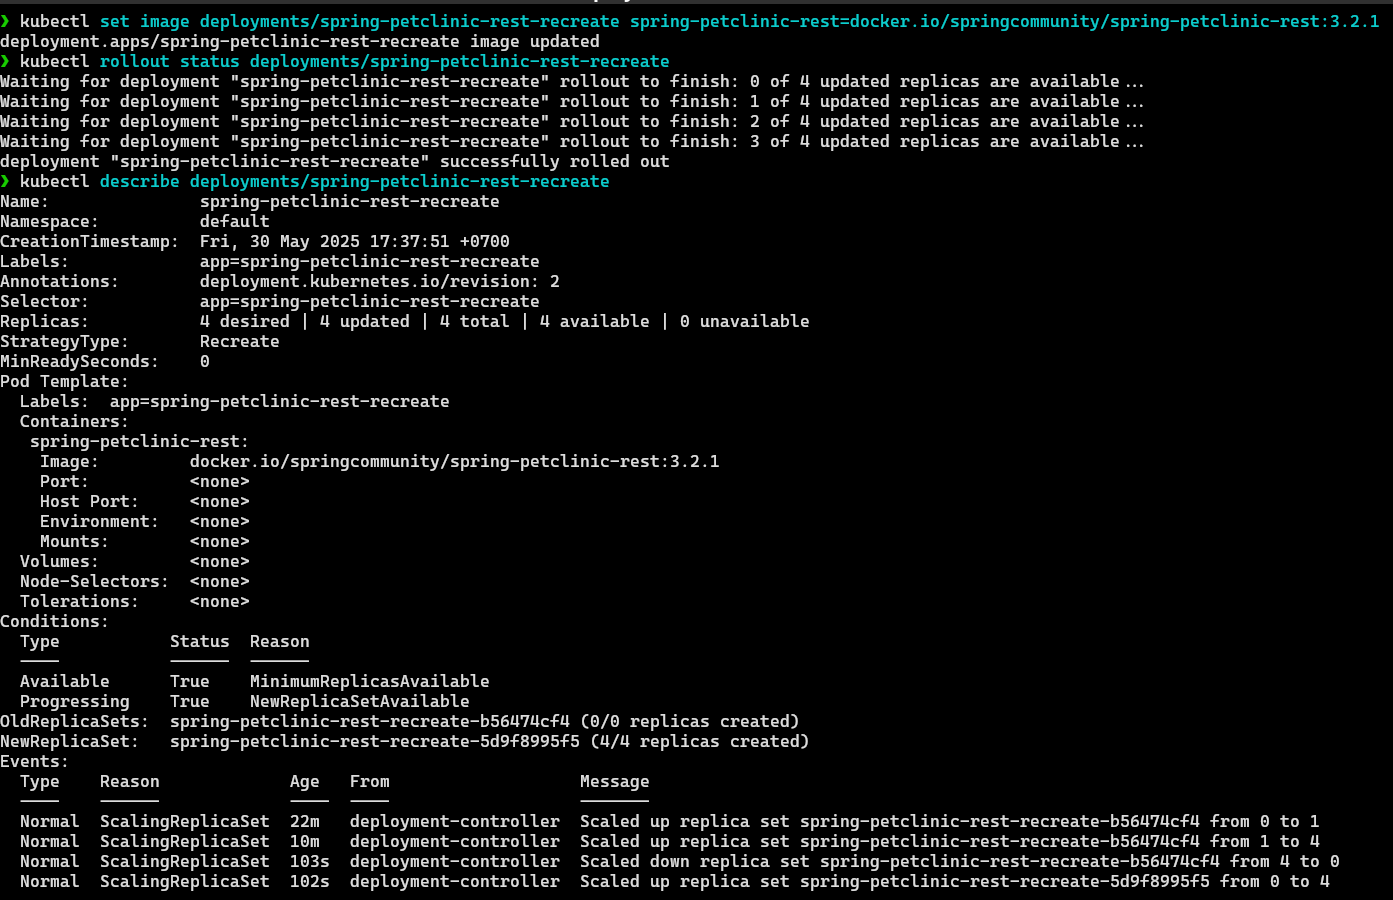 ❯ kubectl set image deployments/spring-petclinic-rest-recreate spring-petclinic-rest=docker.io/springcommunity/spring-petclinic-rest:3.2.1
deployment.apps/spring-petclinic-rest-recreate image updated
❯ kubectl rollout status deployments/spring-petclinic-rest-recreate
Waiting for deployment "spring-petclinic-rest-recreate" rollout to finish: 0 of 4 updated replicas are available...
Waiting for deployment "spring-petclinic-rest-recreate" rollout to finish: 1 of 4 updated replicas are available...
Waiting for deployment "spring-petclinic-rest-recreate" rollout to finish: 2 of 4 updated replicas are available...
Waiting for deployment "spring-petclinic-rest-recreate" rollout to finish: 3 of 4 updated replicas are available...
deployment "spring-petclinic-rest-recreate" successfully rolled out
❯ kubectl describe deployments/spring-petclinic-rest-recreate
Name:               spring-petclinic-rest-recreate
Namespace:          default
CreationTimestamp:  Fri, 30 May 2025 17:37:51 +0700
Labels:             app=spring-petclinic-rest-recreate
Annotations:        deployment.kubernetes.io/revision: 2
Selector:           app=spring-petclinic-rest-recreate
Replicas:           4 desired | 4 updated | 4 total | 4 available | 0 unavailable
StrategyType:       Recreate
MinReadySeconds:    0
Pod Template:
  Labels:  app=spring-petclinic-rest-recreate
  Containers:
   spring-petclinic-rest:
    Image:         docker.io/springcommunity/spring-petclinic-rest:3.2.1
    Port:          <none>
    Host Port:     <none>
    Environment:   <none>
    Mounts:        <none>
  Volumes:         <none>
  Node-Selectors:  <none>
  Tolerations:     <none>
Conditions:
  Type           Status  Reason
  ----           ------  ------
  Available      True    MinimumReplicasAvailable
  Progressing    True    NewReplicaSetAvailable
OldReplicaSets:  spring-petclinic-rest-recreate-b56474cf4 (0/0 replicas created)
NewReplicaSet:   spring-petclinic-rest-recreate-5d9f8995f5 (4/4 replicas created)
Events:
  Type    Reason             Age   From                   Message
  ----    ------             ----  ----                   -------
  Normal  ScalingReplicaSet  22m   deployment-controller  Scaled up replica set spring-petclinic-rest-recreate-b56474cf4 from 0 to 1
  Normal  ScalingReplicaSet  10m   deployment-controller  Scaled up replica set spring-petclinic-rest-recreate-b56474cf4 from 1 to 4
  Normal  ScalingReplicaSet  103s  deployment-controller  Scaled down replica set spring-petclinic-rest-recreate-b56474cf4 from 4 to 0
  Normal  ScalingReplicaSet  102s  deployment-controller  Scaled up replica set spring-petclinic-rest-recreate-5d9f8995f5 from 0 to 4